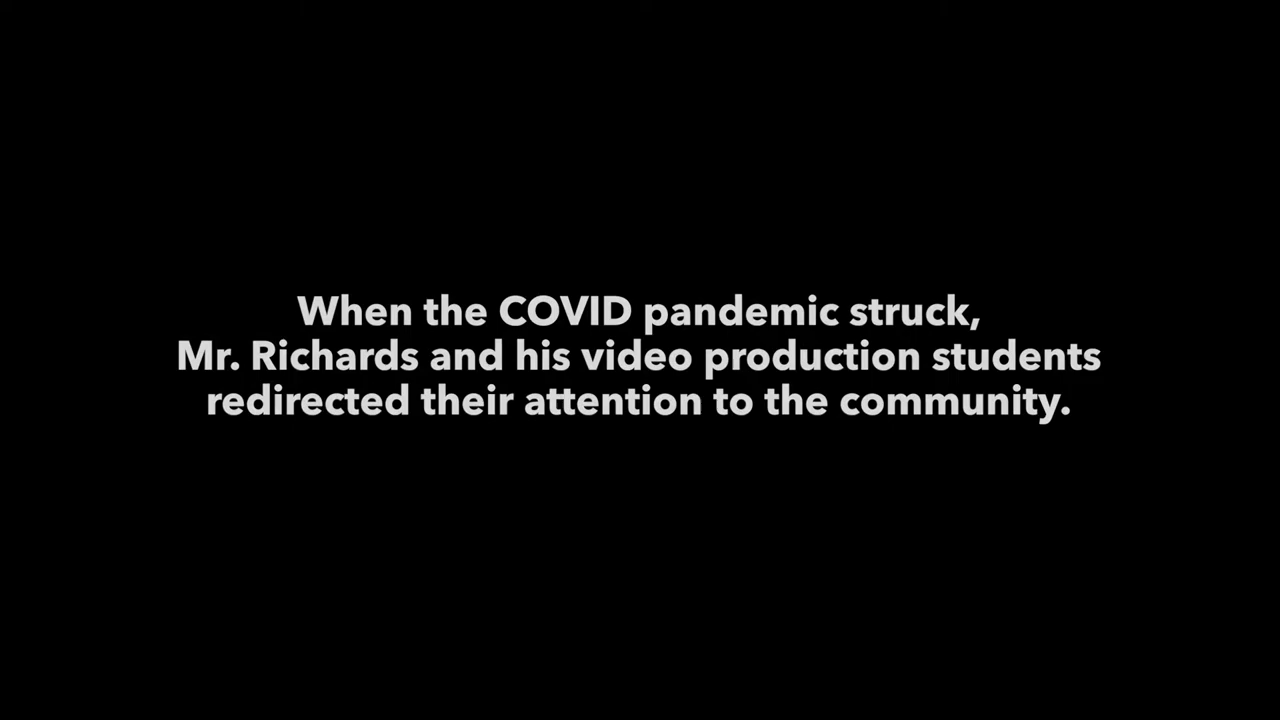 When the COVID pandemic struck,
Mr. Richards and his video production students
redirected their attention to the community.